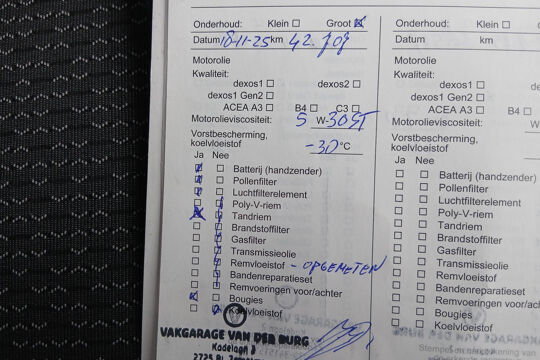 Onderhoud: Klein Groot
Datum 18-11-25 km 42.709
Motorolie
Kwaliteit:
dexos1 dexos2
dexos1 Gen2
ACEA A3 B4 C3
Motorolieviscositeit: 5 W-30
Vorstbescherming,
koelvloeistof -30 °C
Ja Nee
Batterij (handzender)
Pollenfilter
Luchtfilterelement
Poly-V-riem
Tandriem
Brandstoffilter
Gasfilter
Transmissieolie
Remvloeistof - OPGEMETEN
Bandenreparatieset
Remvoeringen voor/achter
Bougies
Koelvloeistof
VAKGARAGE VAN DER BURG
Kadelaan
Onderhoud: Klein
Datum km
Motorolie
Kwaliteit:
dexos1
dexos1 Gen2
ACEA A3 B4
Motorolieviscositeit:
Vorstbescherming,
koelvloeistof
Ja Nee
Batterij (handzender)
Pollenfilter
Luchtfilterelement
Poly-V-riem
Tandriem
Brandstoffilter
Gasfilter
Transmissieolie
Remvloeistof
Bandenreparatieset
Remvoeringen voor/achter
Bougies
Koelvloeistof